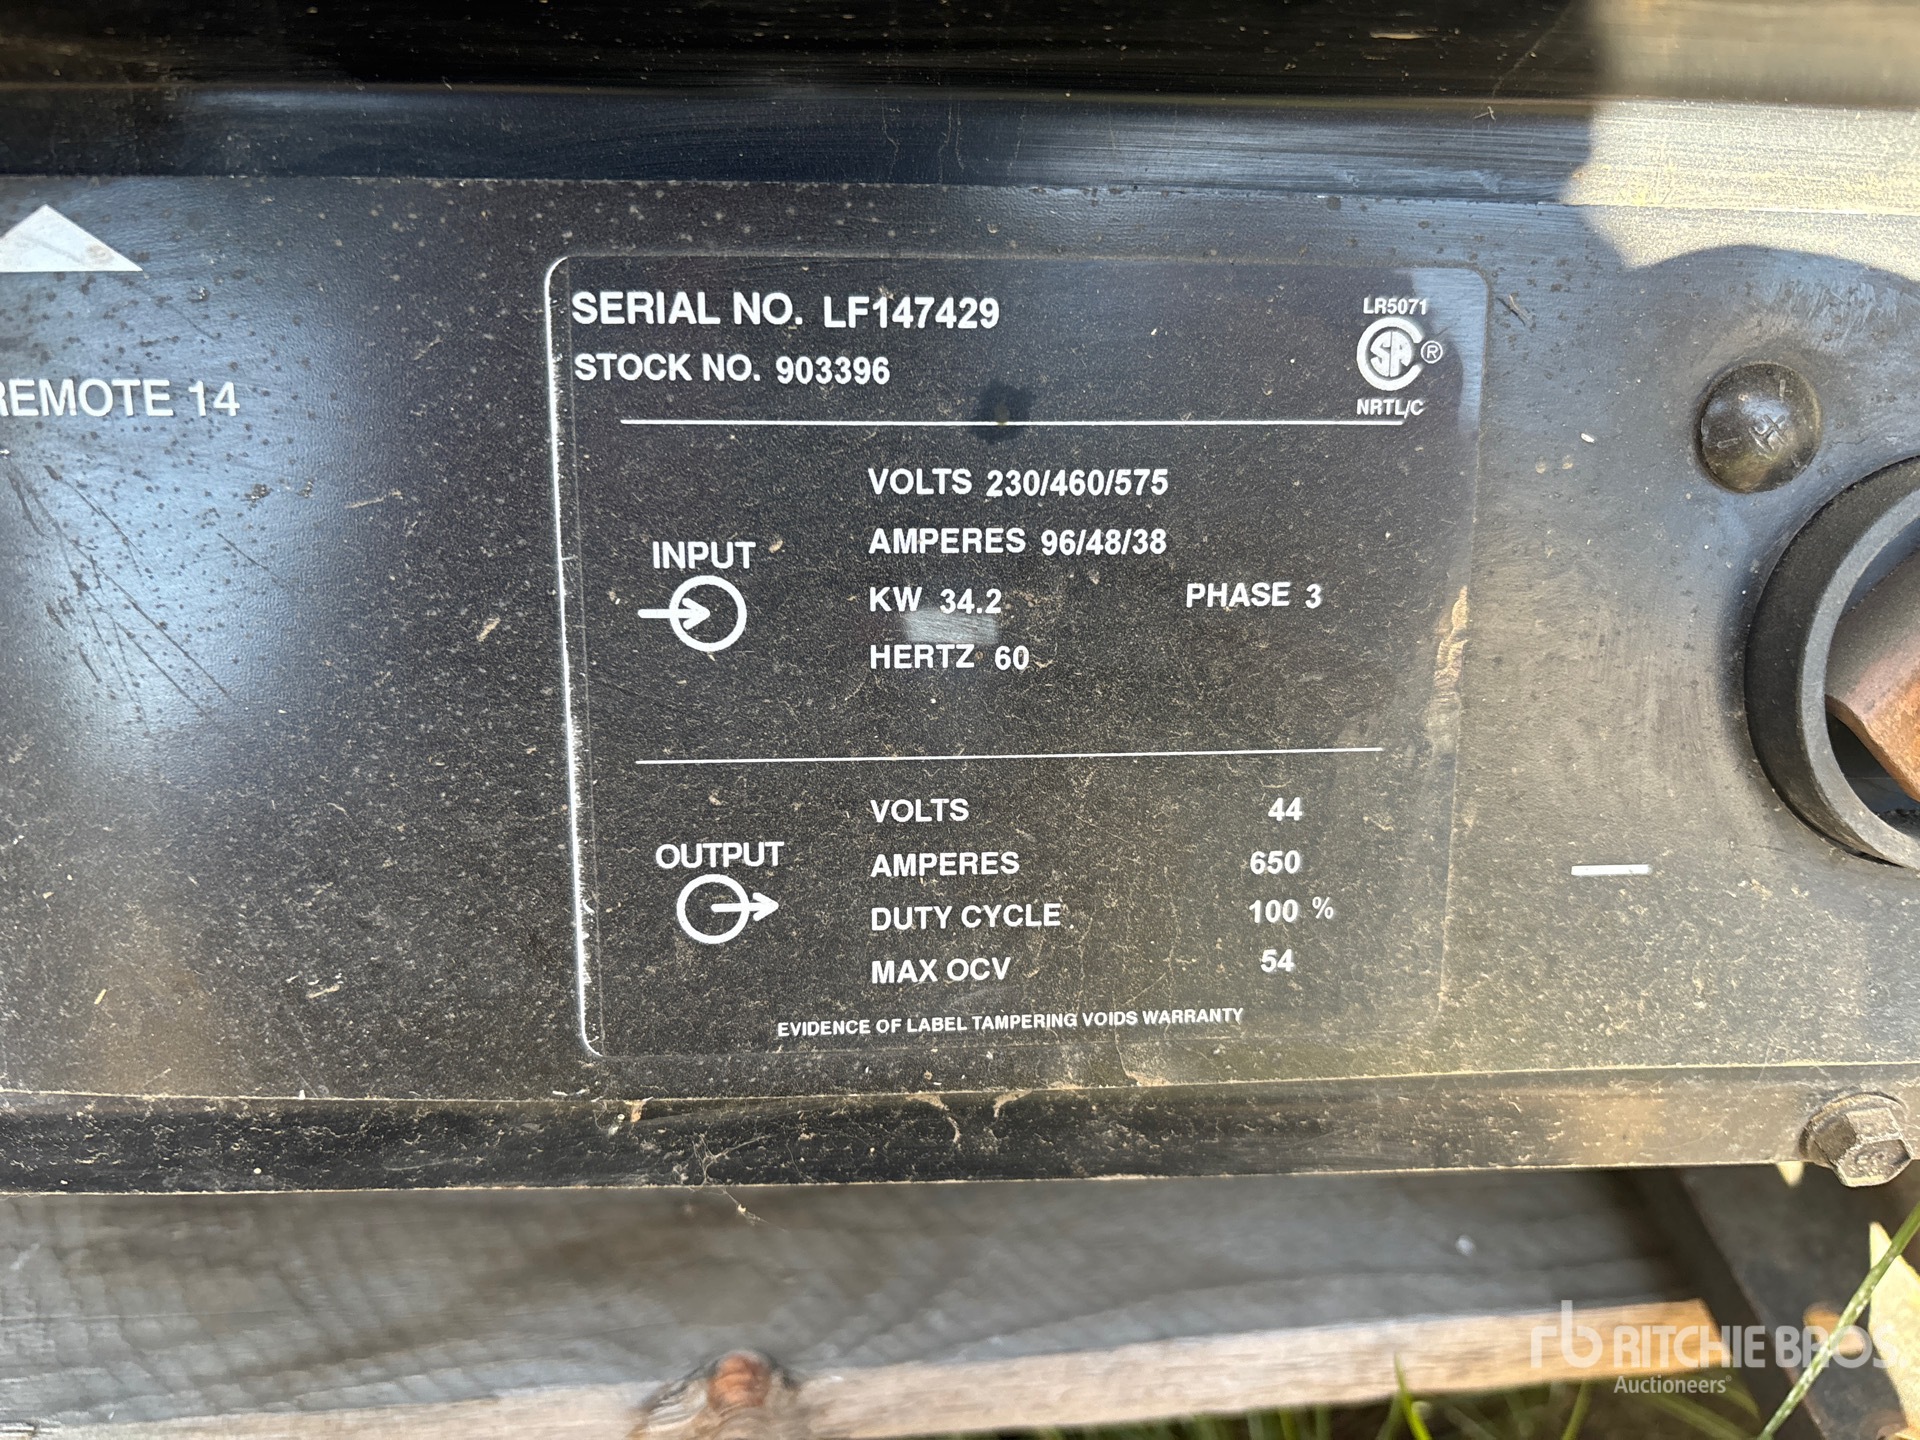 SERIAL NO. LF147429
LR5071
STOCK NO. 903396
SA ®
NRTL/C
REMOTE 14
VOLTS 230/460/575
AMPERES 96/48/38
INPUT
KW 34.2 PHASE 3
HERTZ 60
VOLTS 44
OUTPUT
AMPERES 650
DUTY CYCLE 100 %
MAX OCV 54
EVIDENCE OF LABEL TAMPERING VOIDS WARRANTY
rb RITCHIE BROS.
Auctioneers